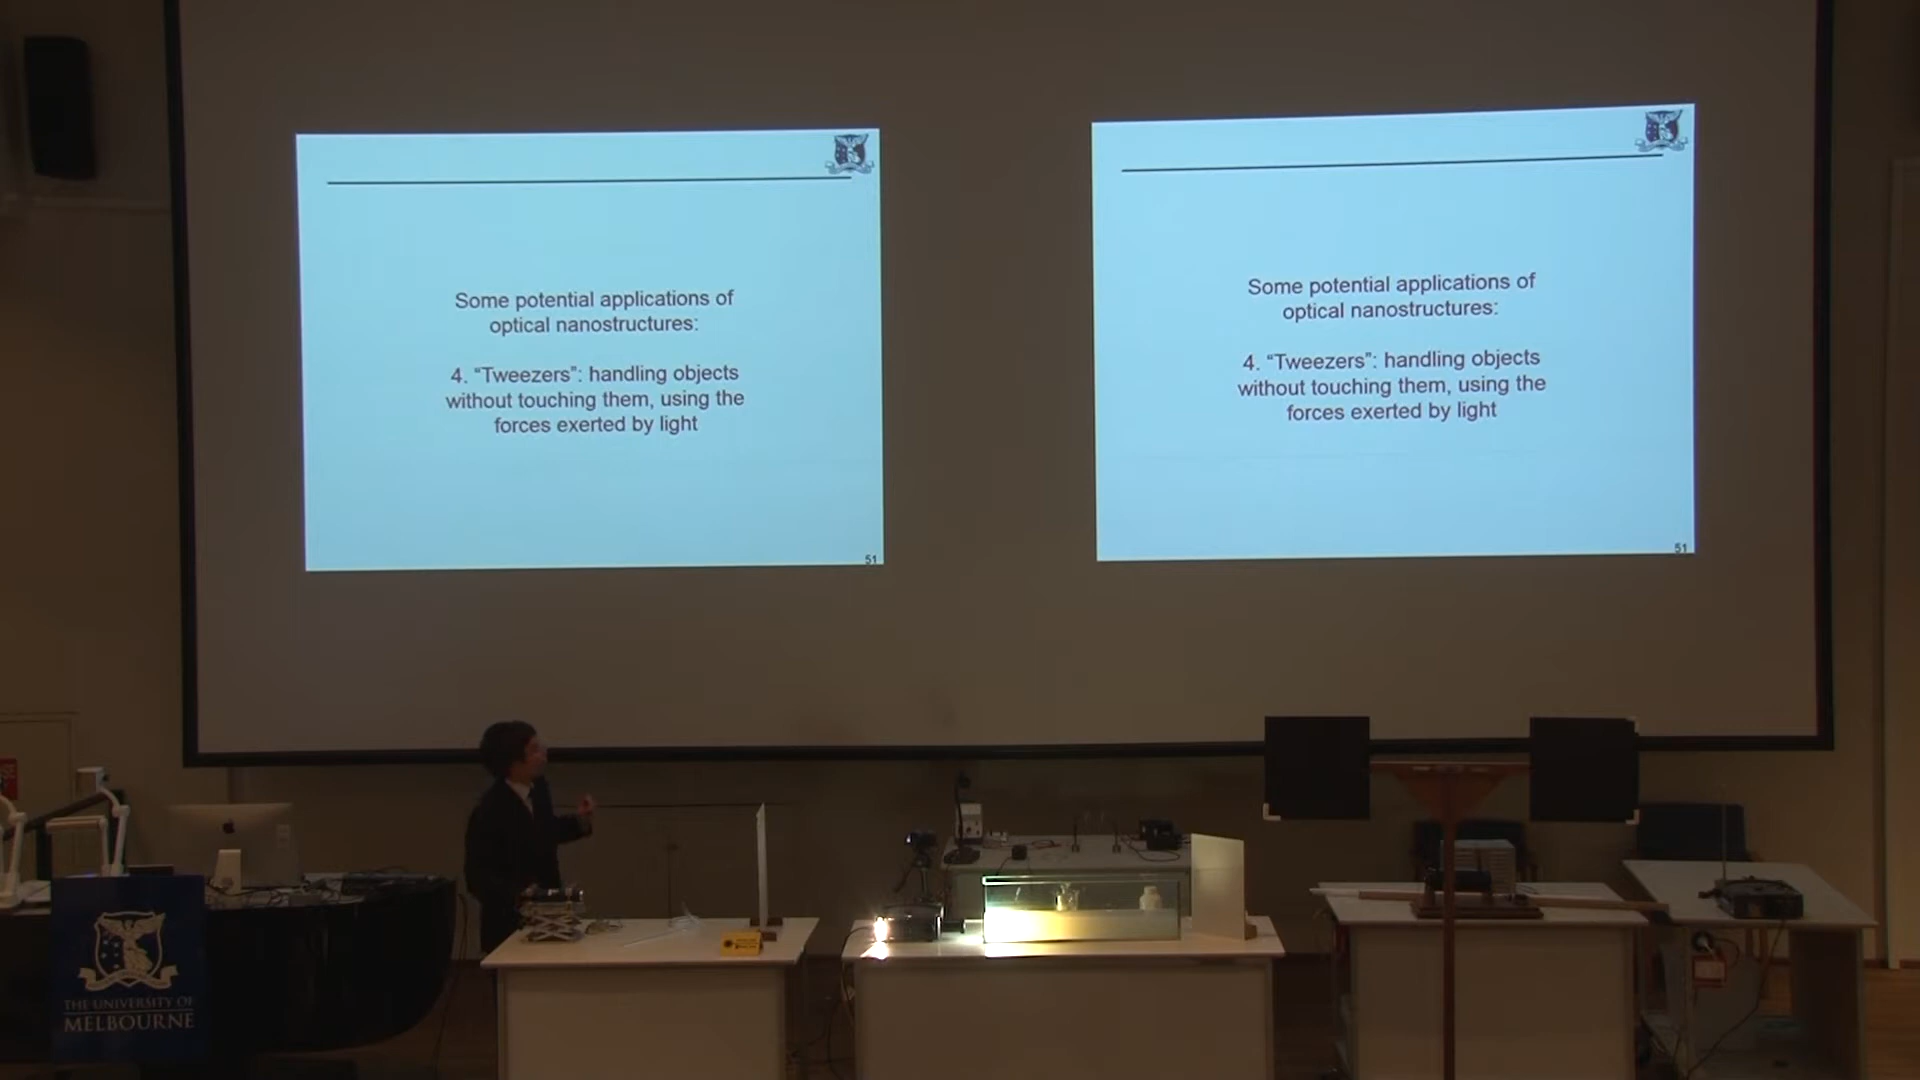 Some potential applications of
optical nanostructures:
4. “Tweezers”: handling objects
without touching them, using the
forces exerted by light
51
Some potential applications of
optical nanostructures:
4. “Tweezers”: handling objects
without touching them, using the
forces exerted by light
51
THE UNIVERSITY OF
MELBOURNE